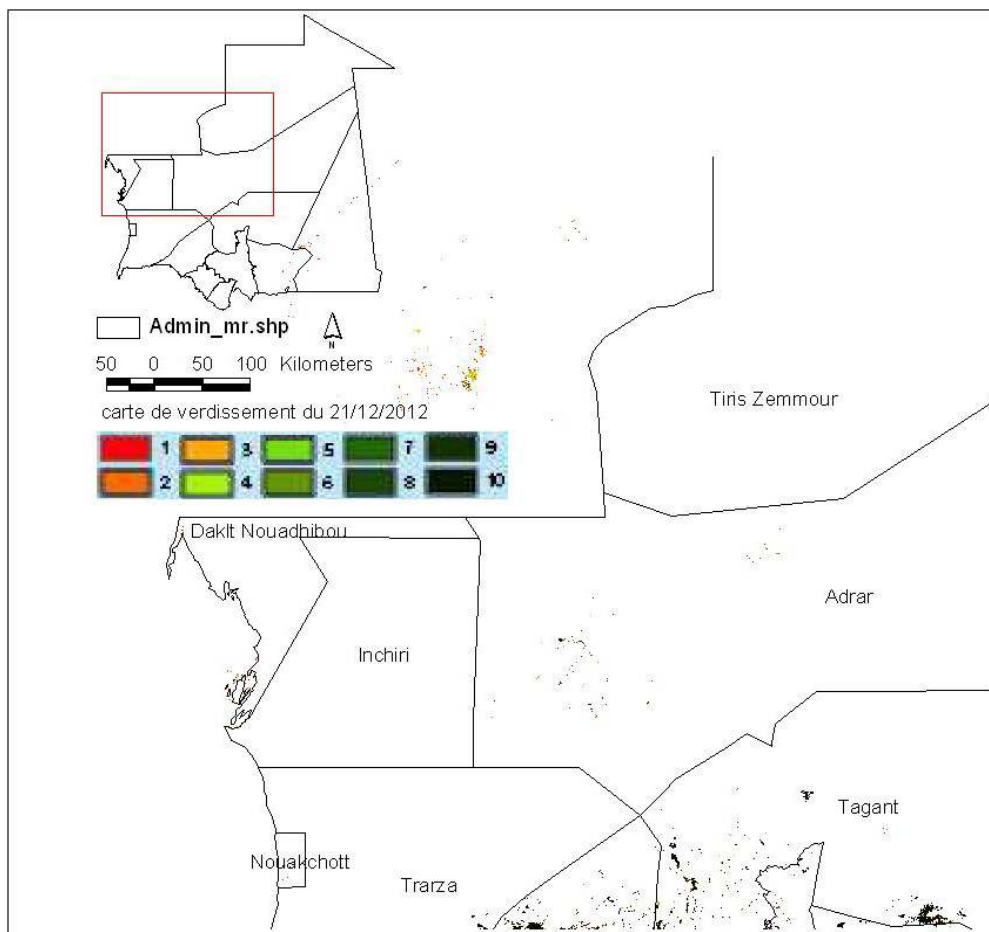 Admin_mr.shp
N
50 0 50 100 Kilometers
carte de verdissement du 21/12/2012
1 3 5 7 9
2 4 6 8 10
Tiris Zemmour
Daklt Nouadhibou
Adrar
Inchiri
Tagant
Nouakchott
Trarza